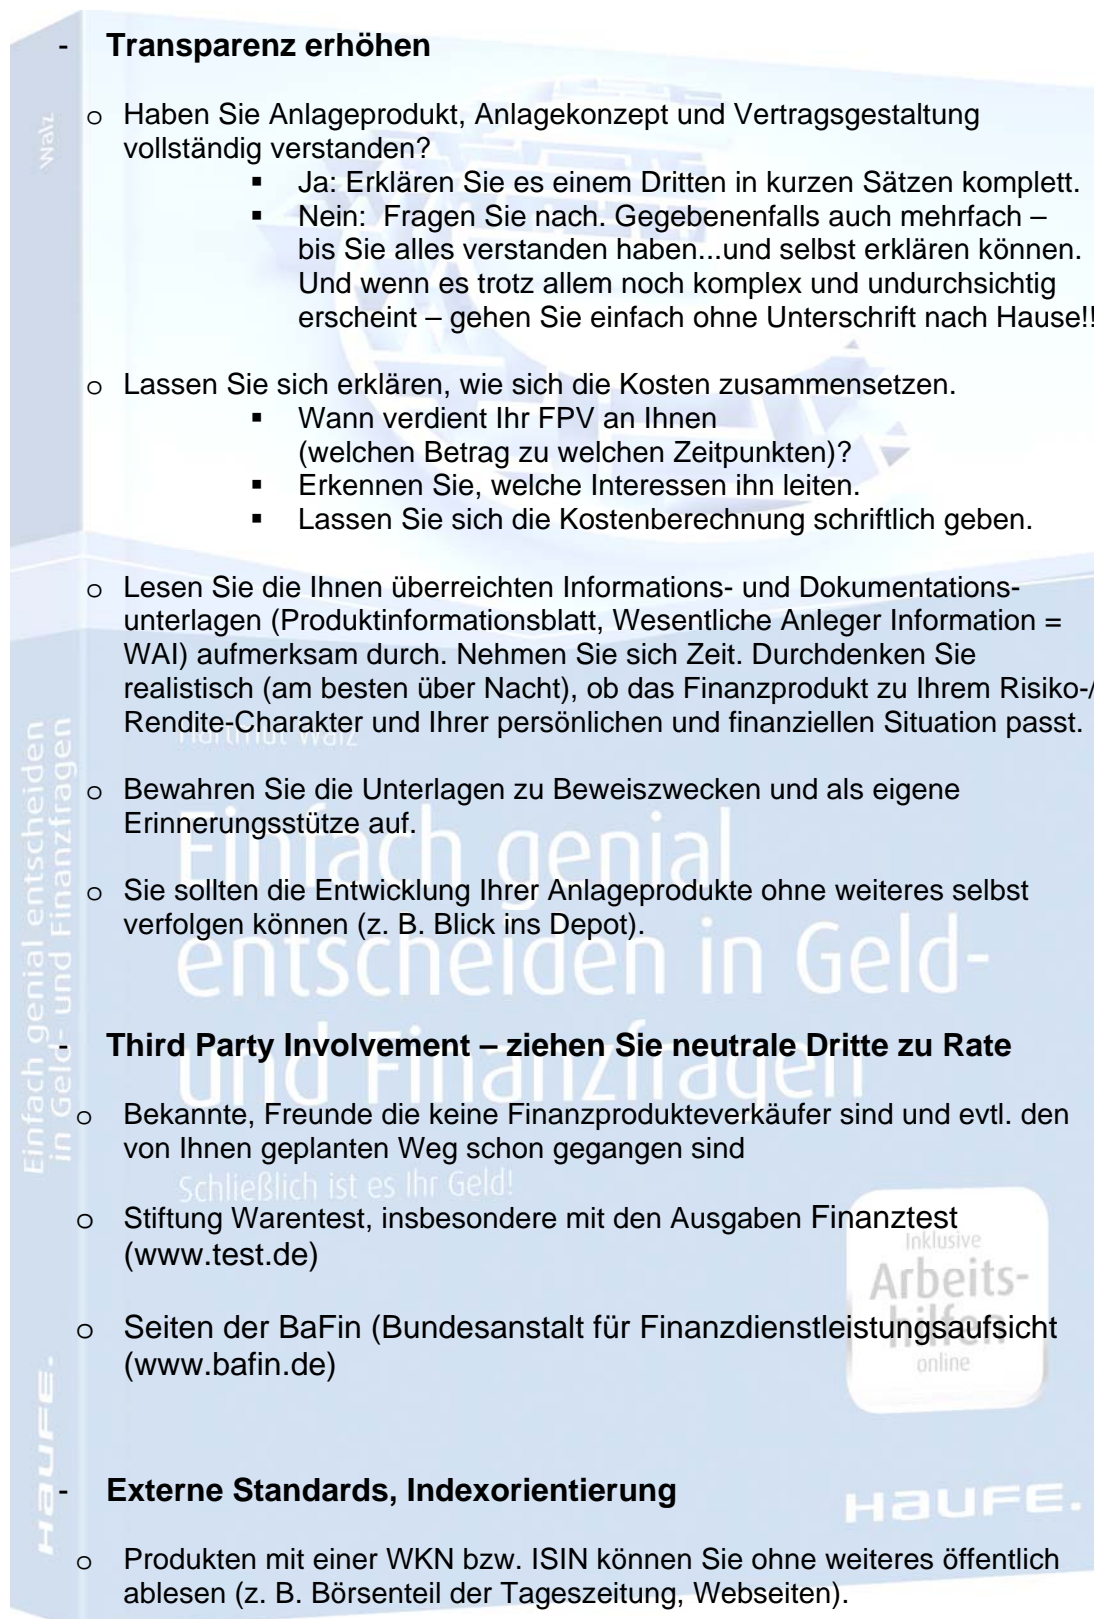 - Transparenz erhöhen
o Haben Sie Anlageprodukt, Anlagekonzept und Vertragsgestaltung
vollständig verstanden?
▪ Ja: Erklären Sie es einem Dritten in kurzen Sätzen komplett.
▪ Nein: Fragen Sie nach. Gegebenenfalls auch mehrfach –
bis Sie alles verstanden haben...und selbst erklären können.
Und wenn es trotz allem noch komplex und undurchsichtig
erscheint – gehen Sie einfach ohne Unterschrift nach Hause!!
o Lassen Sie sich erklären, wie sich die Kosten zusammensetzen.
▪ Wann verdient Ihr FPV an Ihnen
(welchen Betrag zu welchen Zeitpunkten)?
▪ Erkennen Sie, welche Interessen ihn leiten.
▪ Lassen Sie sich die Kostenberechnung schriftlich geben.
o Lesen Sie die Ihnen überreichten Informations- und Dokumentations-
unterlagen (Produktinformationsblatt, Wesentliche Anleger Information =
WAI) aufmerksam durch. Nehmen Sie sich Zeit. Durchdenken Sie
realistisch (am besten über Nacht), ob das Finanzprodukt zu Ihrem Risiko-/
Rendite-Charakter und Ihrer persönlichen und finanziellen Situation passt.
o Bewahren Sie die Unterlagen zu Beweiszwecken und als eigene
Erinnerungsstütze auf.
o Sie sollten die Entwicklung Ihrer Anlageprodukte ohne weiteres selbst
verfolgen können (z. B. Blick ins Depot).
- Third Party Involvement – ziehen Sie neutrale Dritte zu Rate
o Bekannte, Freunde die keine Finanzprodukteverkäufer sind und evtl. den
von Ihnen geplanten Weg schon gegangen sind
o Stiftung Warentest, insbesondere mit den Ausgaben Finanztest
(www.test.de)
o Seiten der BaFin (Bundesanstalt für Finanzdienstleistungsaufsicht
(www.bafin.de)
- Externe Standards, Indexorientierung
o Produkten mit einer WKN bzw. ISIN können Sie ohne weiteres öffentlich
ablesen (z. B. Börsenteil der Tageszeitung, Webseiten).
Walz
Einfach genial entscheiden
in Geld- und Finanzfragen
HAUFE.
Hartmut Walz
Einfach genial
entscheiden in Geld-
und Finanzfragen
Schließlich ist es Ihr Geld!
Inklusive
Arbeits-
hilfen
online
HAUFE.